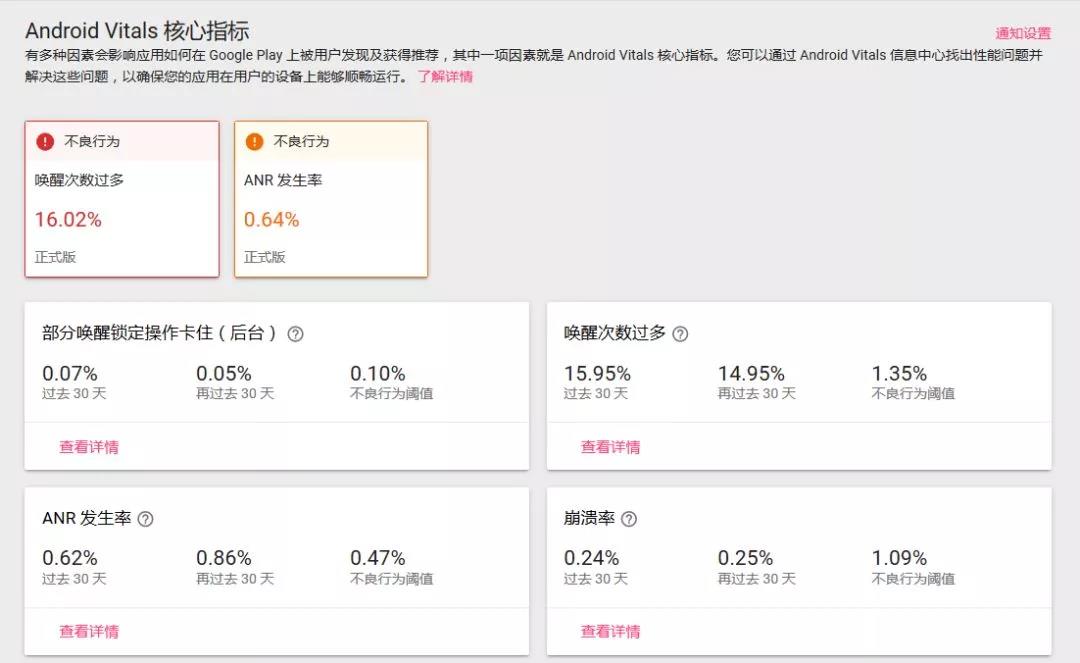 Android Vitals 核心指标
通知设置
有多种因素会影响应用如何在 Google Play 上被用户发现及获得推荐，其中一项因素就是 Android Vitals 核心指标。您可以通过 Android Vitals 信息中心找出性能问题并
解决这些问题，以确保您的应用在用户的设备上能够顺畅运行。 了解详情
不良行为
唤醒次数过多
16.02%
正式版
不良行为
ANR 发生率
0.64%
正式版
部分唤醒锁定操作卡住（后台）
0.07% 0.05% 0.10%
过去 30 天 再过去 30 天 不良行为阈值
查看详情
唤醒次数过多
15.95% 14.95% 1.35%
过去 30 天 再过去 30 天 不良行为阈值
查看详情
ANR 发生率
0.62% 0.86% 0.47%
过去 30 天 再过去 30 天 不良行为阈值
查看详情
崩溃率
0.24% 0.25% 1.09%
过去 30 天 再过去 30 天 不良行为阈值
查看详情